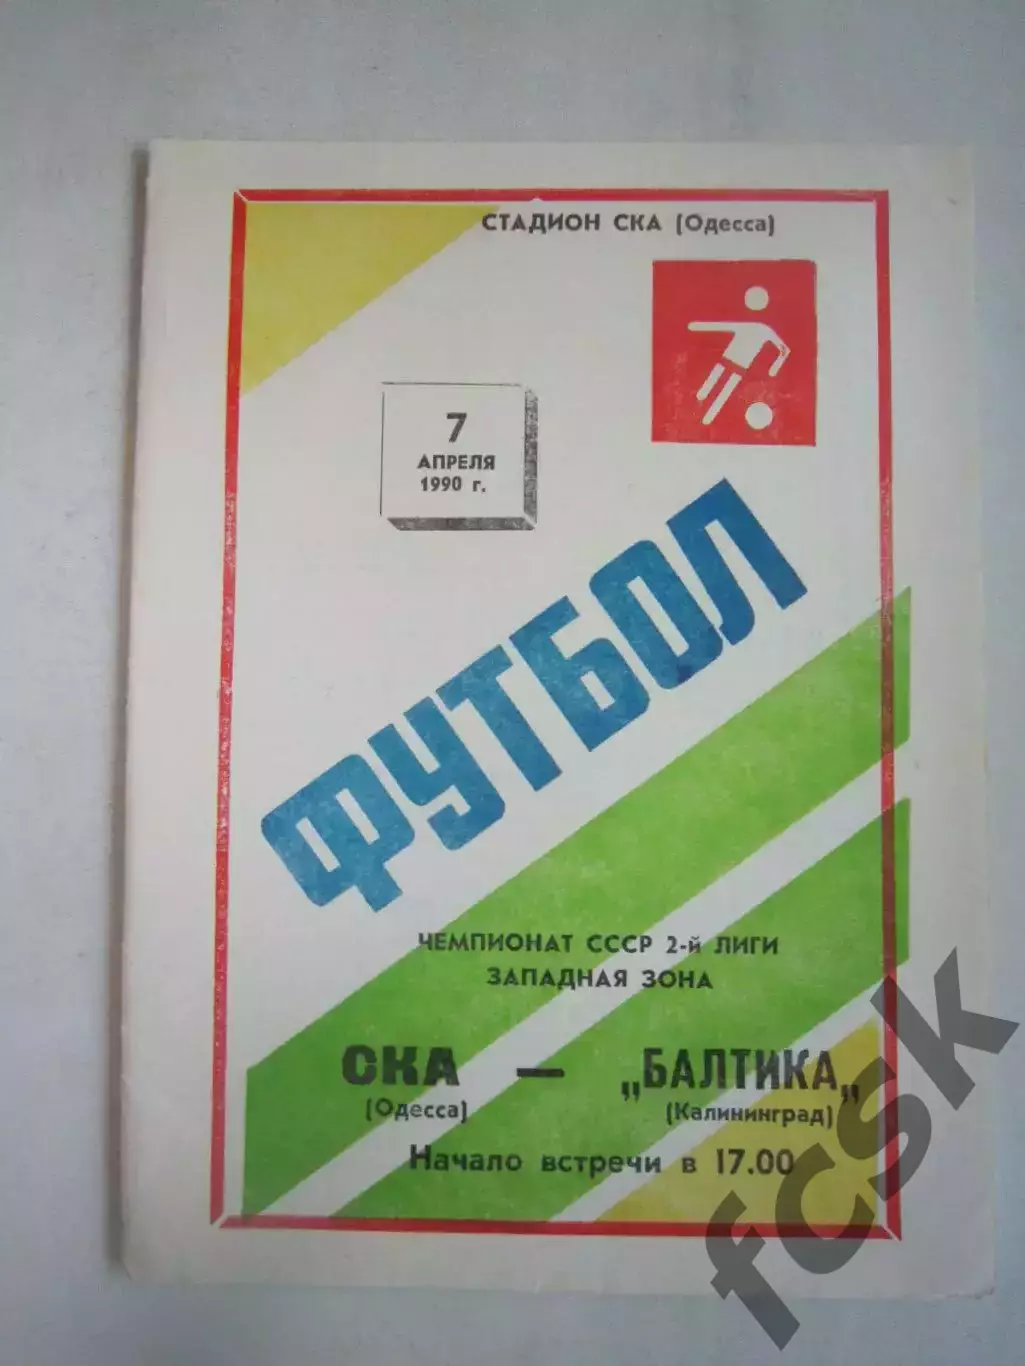 СТАДИОН СКА (Одесса)
7
АПРЕЛЯ
1990 г.
ФУТБОЛ
ЧЕМПИОНАТ СССР 2-й ЛИГИ
ЗАПАДНАЯ ЗОНА
СКА — „БАЛТИКА„
(Одесса) (Калининград)
Начало встречи в 17.00
fcsk